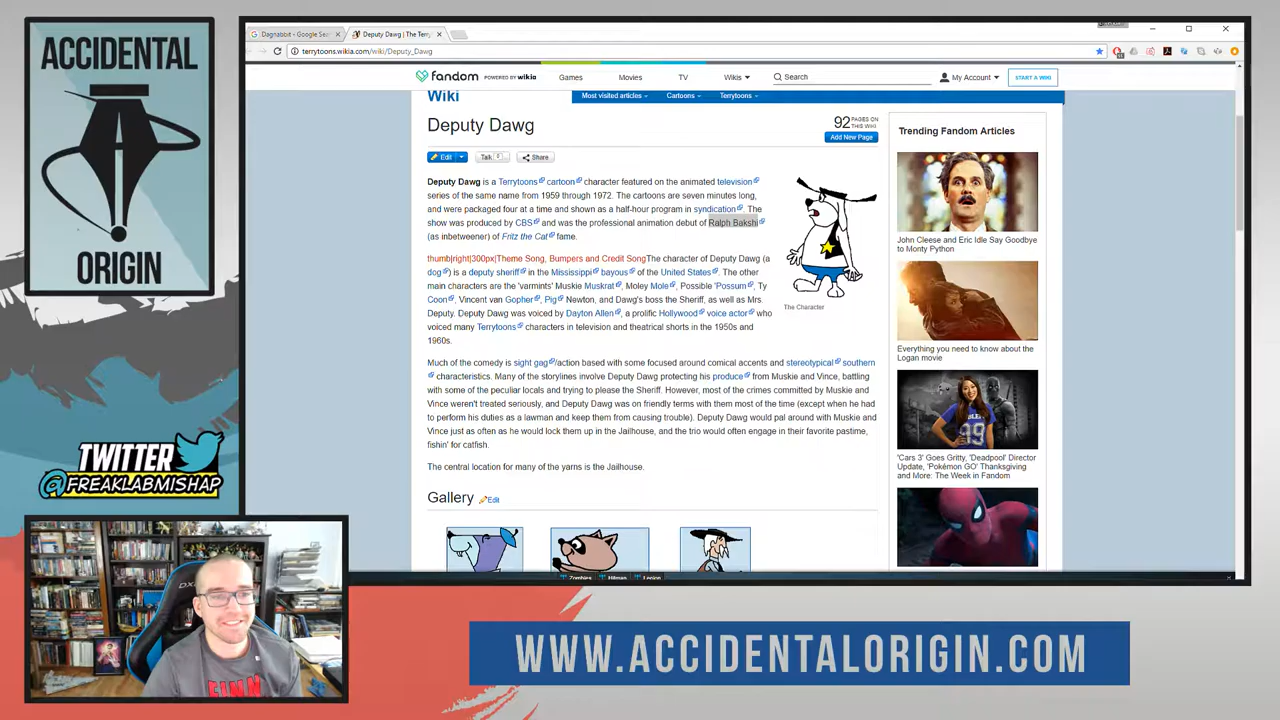 ACCIDENTAL
ORIGIN
TWITTER
@FREAKLABMISHAP
Dagnabbit - Google Sea
Deputy Dawg | The Terry
terrytoons.wikia.com/wiki/Deputy_Dawg
fandom POWERED BY wikia
Games
Movies
TV
Wikis
Search
My Account
START A WIKI
Wiki
Most visited articles
Cartoons
Terrytoons
Deputy Dawg
92 PAGES ON THIS WIKI
Add New Page
Edit
Talk 0
Share
Deputy Dawg is a Terrytoons cartoon character featured on the animated television
series of the same name from 1959 through 1972. The cartoons are seven minutes long,
and were packaged four at a time and shown as a half-hour program in syndication. The
show was produced by CBS and was the professional animation debut of Ralph Bakshi
(as inbetweener) of Fritz the Cat fame.
thumb|right|300px|Theme Song, Bumpers and Credit SongThe character of Deputy Dawg (a
dog) is a deputy sheriff in the Mississippi bayous of the United States. The other
main characters are the 'varmints' Muskie Muskrat, Moley Mole, Possible 'Possum, Ty
Coon, Vincent van Gopher, Pig Newton, and Dawg's boss the Sheriff, as well as Mrs.
Deputy. Deputy Dawg was voiced by Dayton Allen, a prolific Hollywood voice actor who
voiced many Terrytoons characters in television and theatrical shorts in the 1950s and
1960s.
The Character
Much of the comedy is sight gag/action based with some focused around comical accents and stereotypical southern
characteristics. Many of the storylines involve Deputy Dawg protecting his produce from Muskie and Vince, battling
with some of the peculiar locals and trying to please the Sheriff. However, most of the crimes committed by Muskie and
Vince weren't treated seriously, and Deputy Dawg was on friendly terms with them most of the time (except when he had
to perform his duties as a lawman and keep them from causing trouble). Deputy Dawg would pal around with Muskie and
Vince just as often as he would lock them up in the Jailhouse, and the trio would often engage in their favorite pastime,
fishin' for catfish.
The central location for many of the yarns is the Jailhouse.
Gallery Edit
Trending Fandom Articles
John Cleese and Eric Idle Say Goodbye
to Monty Python
Everything you need to know about the
Logan movie
'Cars 3' Goes Gritty, 'Deadpool' Director
Update, 'Pokémon GO' Thanksgiving
and More: The Week in Fandom
Zombies
Hitman
Legion
WWW.ACCIDENTALORIGIN.COM